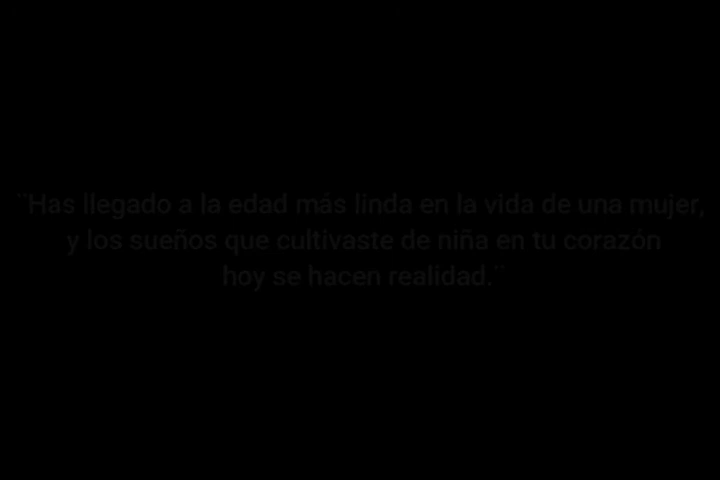 ¨Has llegado a la edad más linda en la vida de una mujer,
y los sueños que cultivaste de niña en tu corazón
hoy se hacen realidad.¨